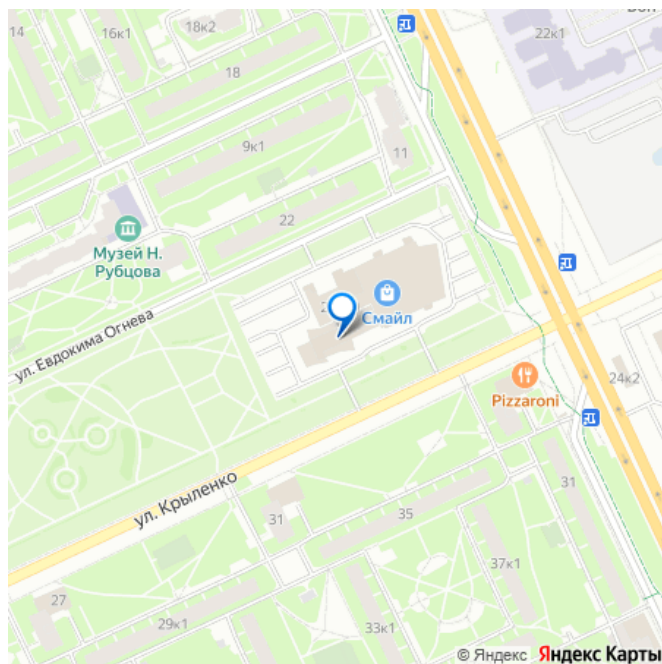 14
16к1
18к2
22к1
18
9к1
11
22
Музей Н.
Рубцова
Смайл
ул. Евдокима Огнева
24к2
Pizzaroni
ул. Крыленко
31
35
31
37к1
27
29к1
33к1
© Яндекс Яндекс Карты